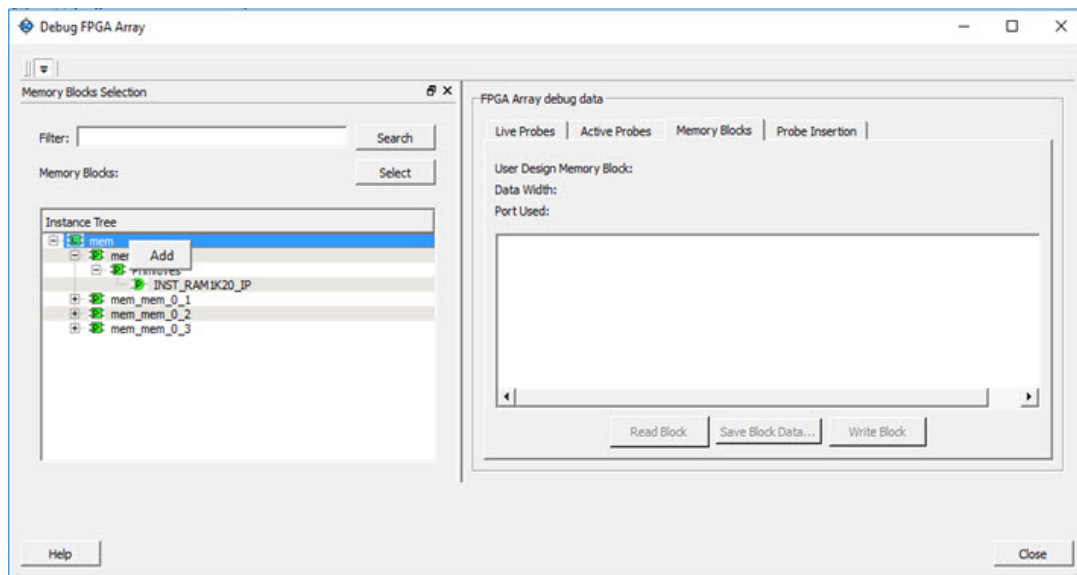 Debug FPGA Array
Memory Blocks Selection
Filter:
Search
Memory Blocks:
Select
Instance Tree
mem
Add
Primitives
INST_RAM1K20_IP
mem_mem_0_1
mem_mem_0_2
mem_mem_0_3
FPGA Array debug data
Live Probes
Active Probes
Memory Blocks
Probe Insertion
User Design Memory Block:
Data Width:
Port Used:
Read Block
Save Block Data...
Write Block
Help
Close